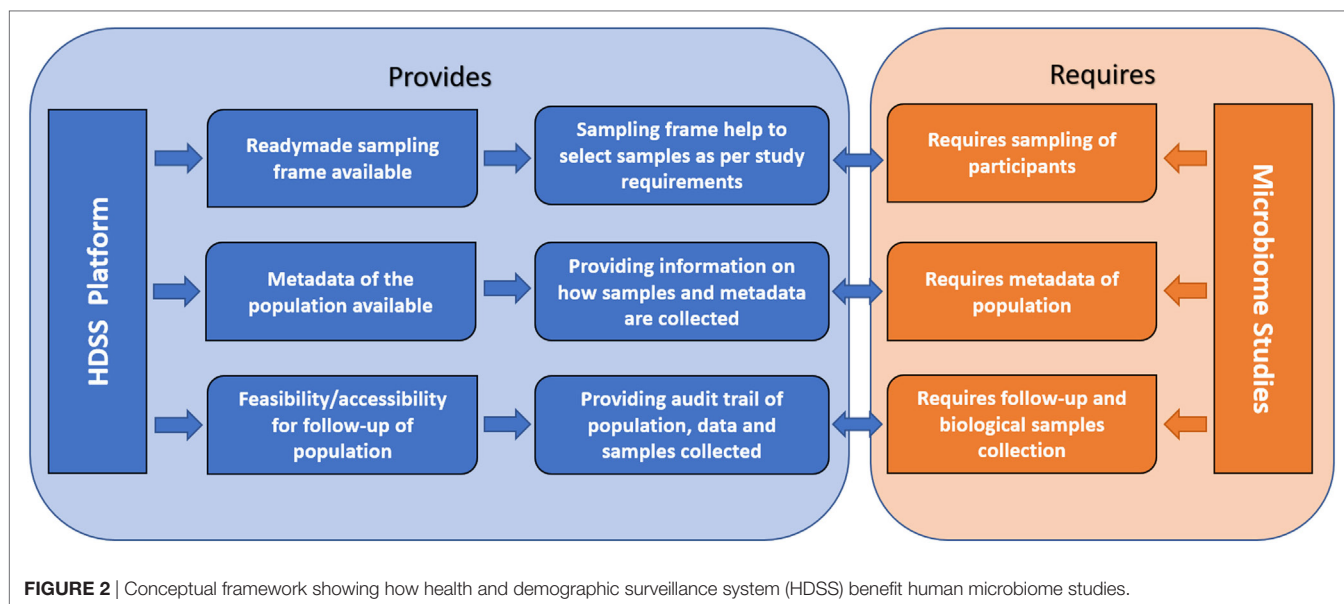 Provides
Requires
HDSS Platform
Readymade sampling
frame available
Sampling frame help to
select samples as per study
requirements
Requires sampling of
participants
Microbiome Studies
Metadata of the
population available
Providing information on
how samples and metadata
are collected
Requires metadata of
population
Feasibility/accessibility
for follow-up of
population
Providing audit trail of
population, data and
samples collected
Requires follow-up and
biological samples
collection
FIGURE 2 | Conceptual framework showing how health and demographic surveillance system (HDSS) benefit human microbiome studies.